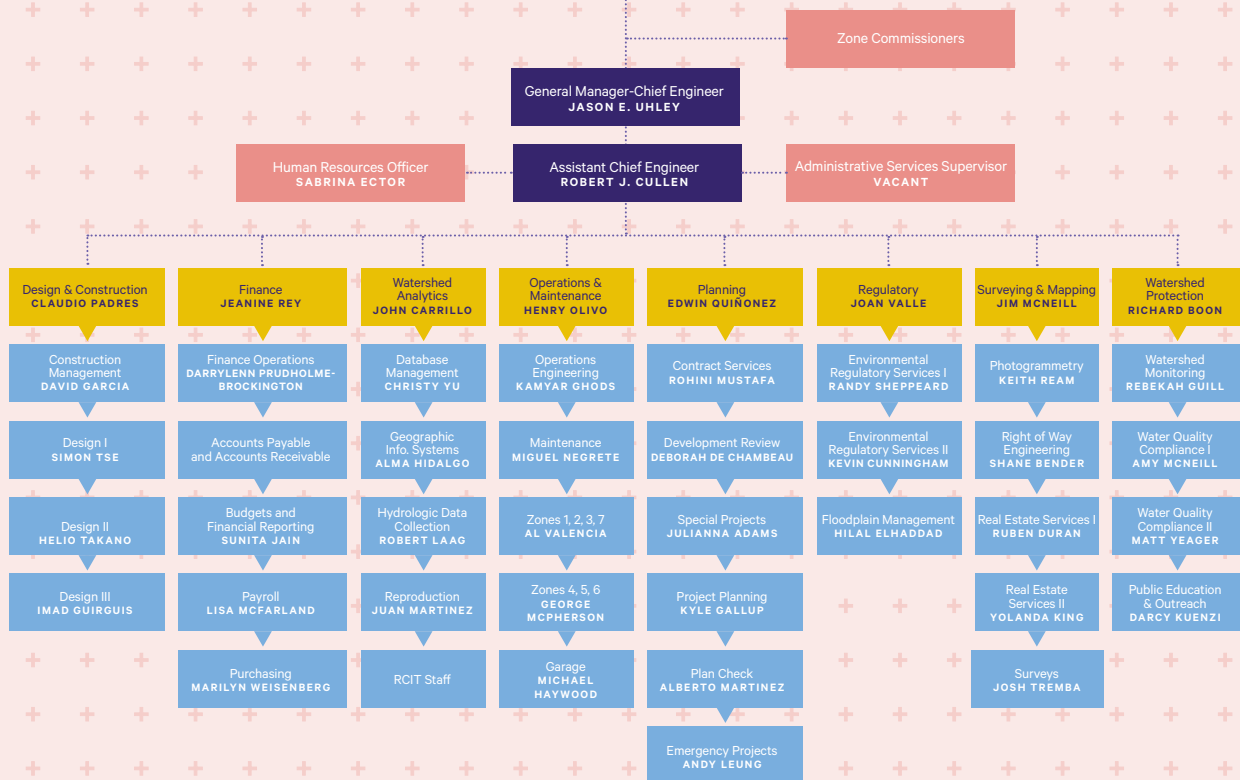 Zone Commissioners
General Manager-Chief Engineer
JASON E. UHLEY
Human Resources Officer
SABRINA ECTOR
Assistant Chief Engineer
ROBERT J. CULLEN
Administrative Services Supervisor
VACANT
Design & Construction
CLAUDIO PADRES
Construction
Management
DAVID GARCIA
Design I
SIMON TSE
Design II
HELIO TAKANO
Design III
IMAD GUIRGUIS
Finance
JEANINE REY
Finance Operations
DARRYLENN PRUDHOLME-
BROCKINGTON
Accounts Payable
and Accounts Receivable
Budgets and
Financial Reporting
SUNITA JAIN
Payroll
LISA MCFARLAND
Purchasing
MARILYN WEISENBERG
Watershed
Analytics
JOHN CARRILLO
Database
Management
CHRISTY YU
Geographic
Info. Systems
ALMA HIDALGO
Hydrologic Data
Collection
ROBERT LAAG
Reproduction
JUAN MARTINEZ
RCIT Staff
Operations &
Maintenance
HENRY OLIVO
Operations
Engineering
KAMYAR GHODS
Maintenance
MIGUEL NEGRETE
Zones 1, 2, 3, 7
AL VALENCIA
Zones 4, 5, 6
GEORGE
MCPHERSON
Garage
MICHAEL
HAYWOOD
Planning
EDWIN QUIÑONEZ
Contract Services
ROHINI MUSTAFA
Development Review
DEBORAH DE CHAMBEAU
Special Projects
JULIANNA ADAMS
Project Planning
KYLE GALLUP
Plan Check
ALBERTO MARTINEZ
Emergency Projects
ANDY LEUNG
Regulatory
JOAN VALLE
Environmental
Regulatory Services I
RANDY SHEPPEARD
Environmental
Regulatory Services II
KEVIN CUNNINGHAM
Floodplain Management
HILAL ELHADDAD
Surveying & Mapping
JIM MCNEILL
Photogrammetry
KEITH REAM
Right of Way
Engineering
SHANE BENDER
Real Estate Services I
RUBEN DURAN
Real Estate
Services II
YOLANDA KING
Surveys
JOSH TREMBA
Watershed
Protection
RICHARD BOON
Watershed
Monitoring
REBEKAH GUILL
Water Quality
Compliance I
AMY MCNEILL
Water Quality
Compliance II
MATT YEAGER
Public Education
& Outreach
DARCY KUENZI